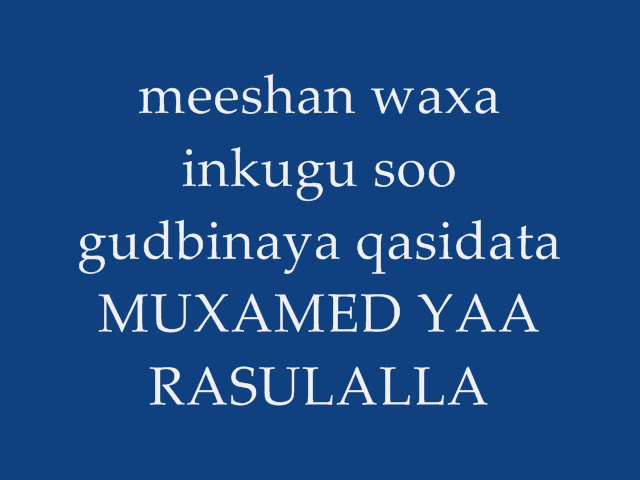 meeshan waxa
inkugu soo
gudbinaya qasidata
MUXAMED YAA
RASULALLA